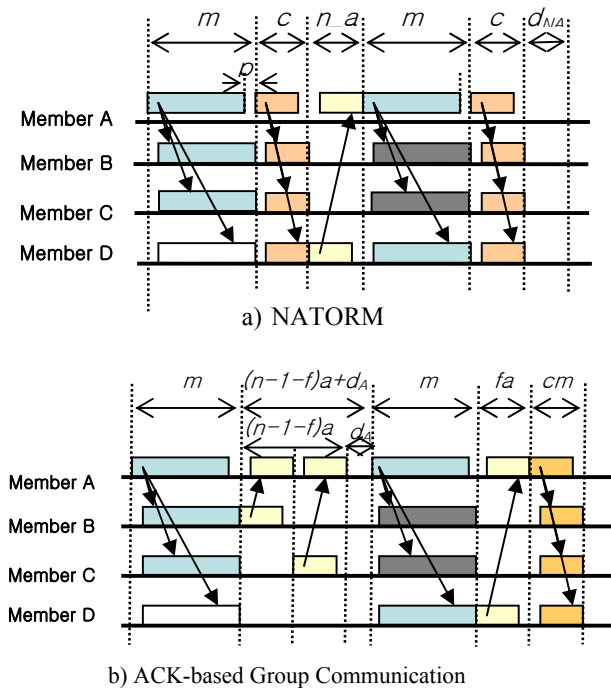 m c n_a m c d_NA
p
Member A
Member B
Member C
Member D
a) NATORM
m (n-1-f)a+d_A m fa cm
(n-1-f)a d_A
Member A
Member B
Member C
Member D
b) ACK-based Group Communication